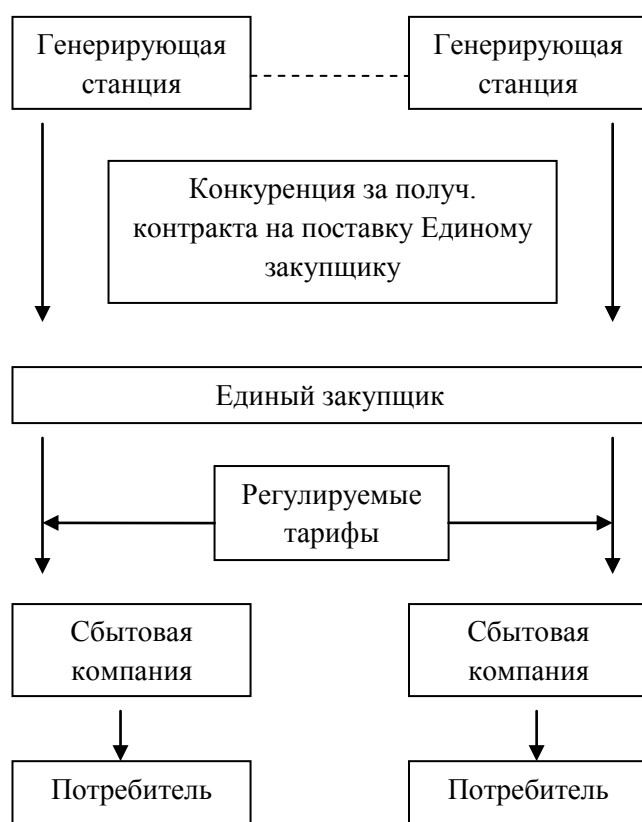 Генерирующая
станция
Генерирующая
станция
Конкуренция за получ.
контракта на поставку Единому
закупщику
Единый закупщик
Регулируемые
тарифы
Сбытовая
компания
Сбытовая
компания
Потребитель
Потребитель